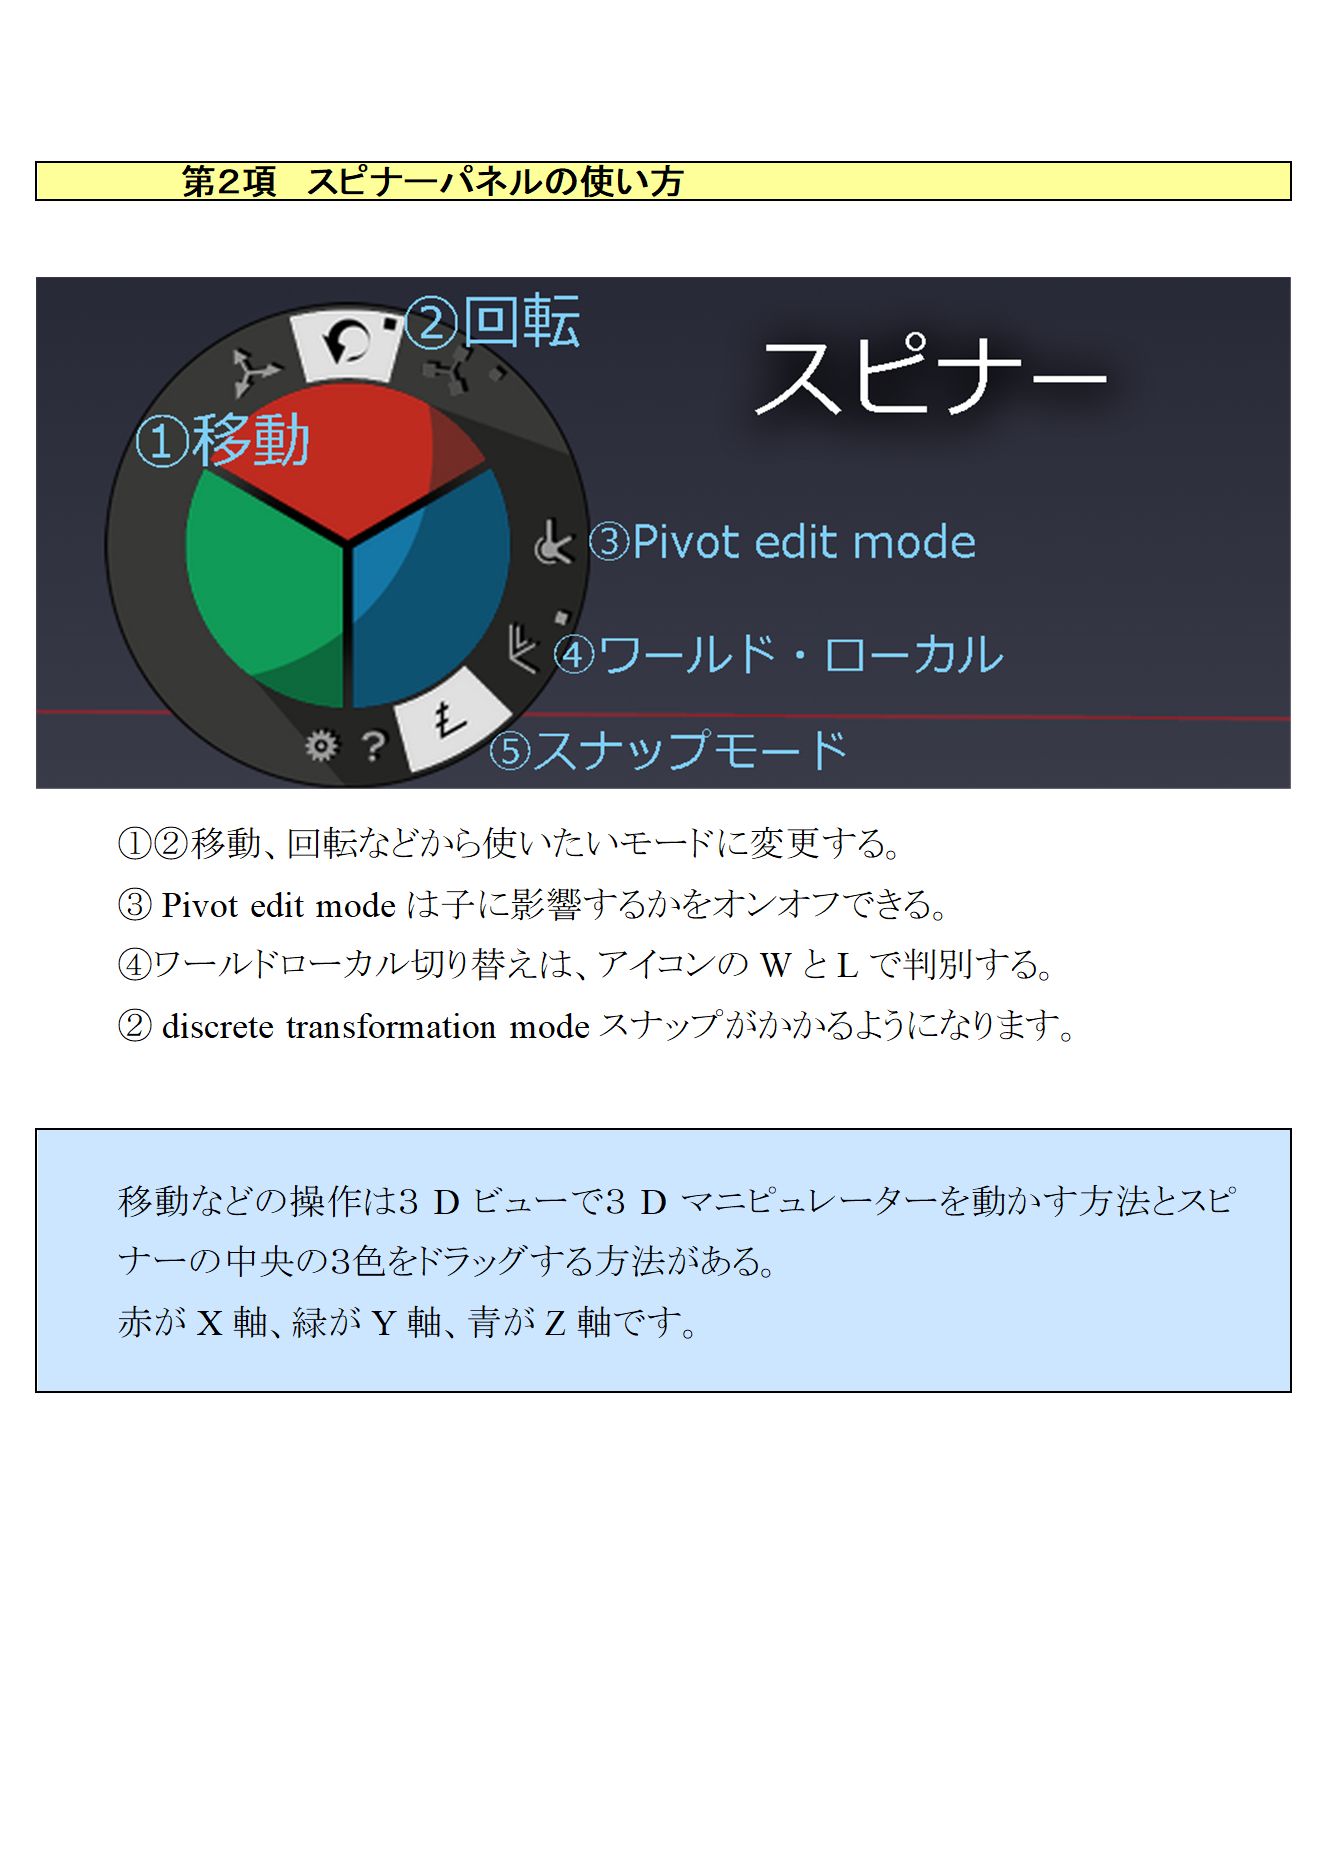 第2項　スピナーパネルの使い方
②回転
スピナー
①移動
③Pivot edit mode
④ワールド・ローカル
⑤スナップモード
?
①②移動、回転などから使いたいモードに変更する。
③ Pivot edit mode は子に影響するかをオンオフできる。
④ワールドローカル切り替えは、アイコンの W と L で判別する。
② discrete transformation mode スナップがかかるようになります。
移動などの操作は３ D ビューで３ D マニピュレーターを動かす方法とスピ
ナーの中央の３色をドラッグする方法がある。
赤が X 軸、緑が Y 軸、青が Z 軸です。